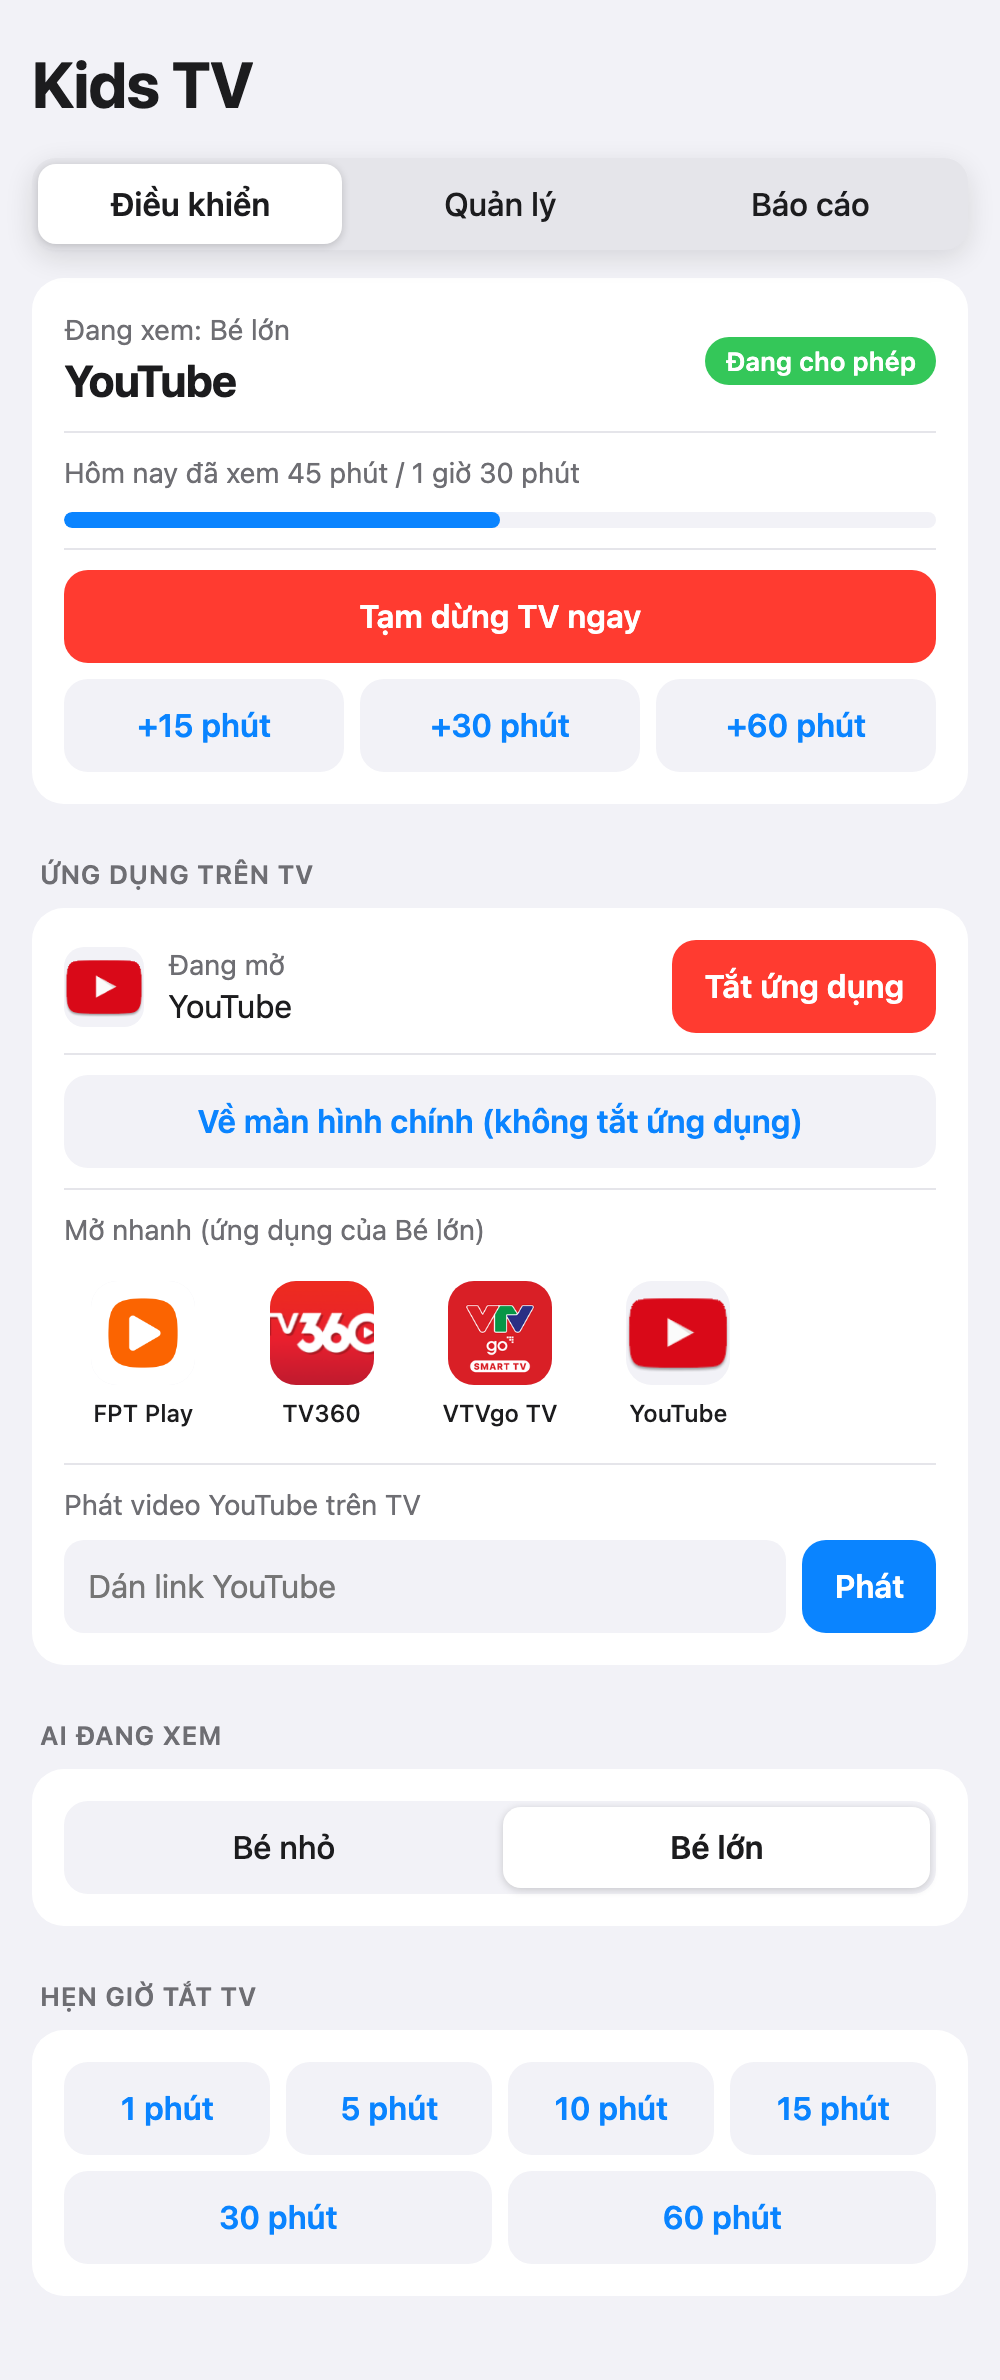 Kids TV
Điều khiển
Quản lý
Báo cáo
Đang xem: Bé lớn
YouTube
Đang cho phép
Hôm nay đã xem 45 phút / 1 giờ 30 phút
Tạm dừng TV ngay
+15 phút
+30 phút
+60 phút
ỨNG DỤNG TRÊN TV
Đang mở
YouTube
Tắt ứng dụng
Về màn hình chính (không tắt ứng dụng)
Mở nhanh (ứng dụng của Bé lớn)
TV360
VTV
go
SMART TV
FPT Play
TV360
VTVgo TV
YouTube
Phát video YouTube trên TV
Dán link YouTube
Phát
AI ĐANG XEM
Bé nhỏ
Bé lớn
HẸN GIỜ TẮT TV
1 phút
5 phút
10 phút
15 phút
30 phút
60 phút